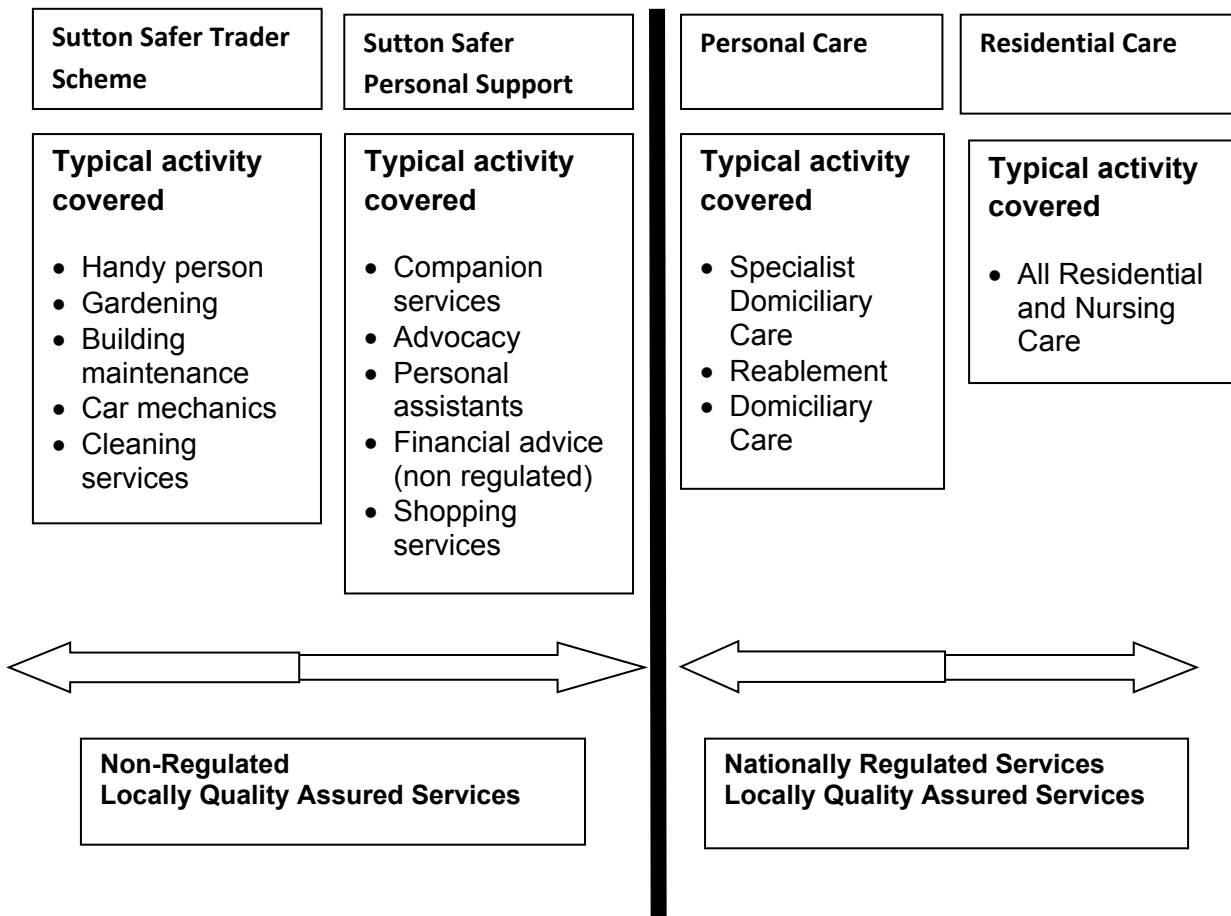 Sutton Safer Trader
Scheme
Sutton Safer
Personal Support
Personal Care
Residential Care
Typical activity
covered
• Handy person
• Gardening
• Building
maintenance
• Car mechanics
• Cleaning
services
Typical activity
covered
• Companion
services
• Advocacy
• Personal
assistants
• Financial advice
(non regulated)
• Shopping
services
Typical activity
covered
• Specialist
Domiciliary
Care
• Reablement
• Domiciliary
Care
Typical activity
covered
• All Residential
and Nursing
Care
Non-Regulated
Locally Quality Assured Services
Nationally Regulated Services
Locally Quality Assured Services